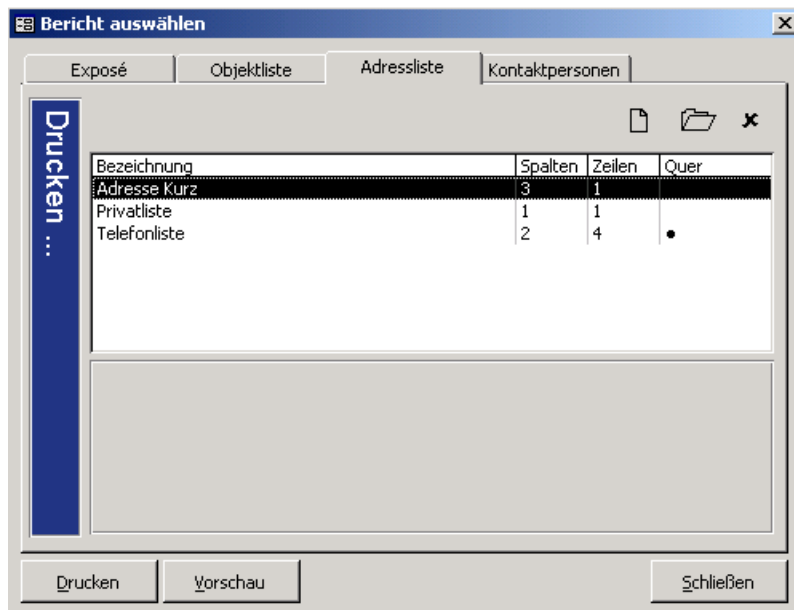 Bericht auswählen
Exposé Objektliste Adressliste Kontaktpersonen
Drucken ...
Bezeichnung Spalten Zeilen Quer
Adresse Kurz 3 1
Privatliste 1 1
Telefonliste 2 4 •
Drucken Vorschau Schließen